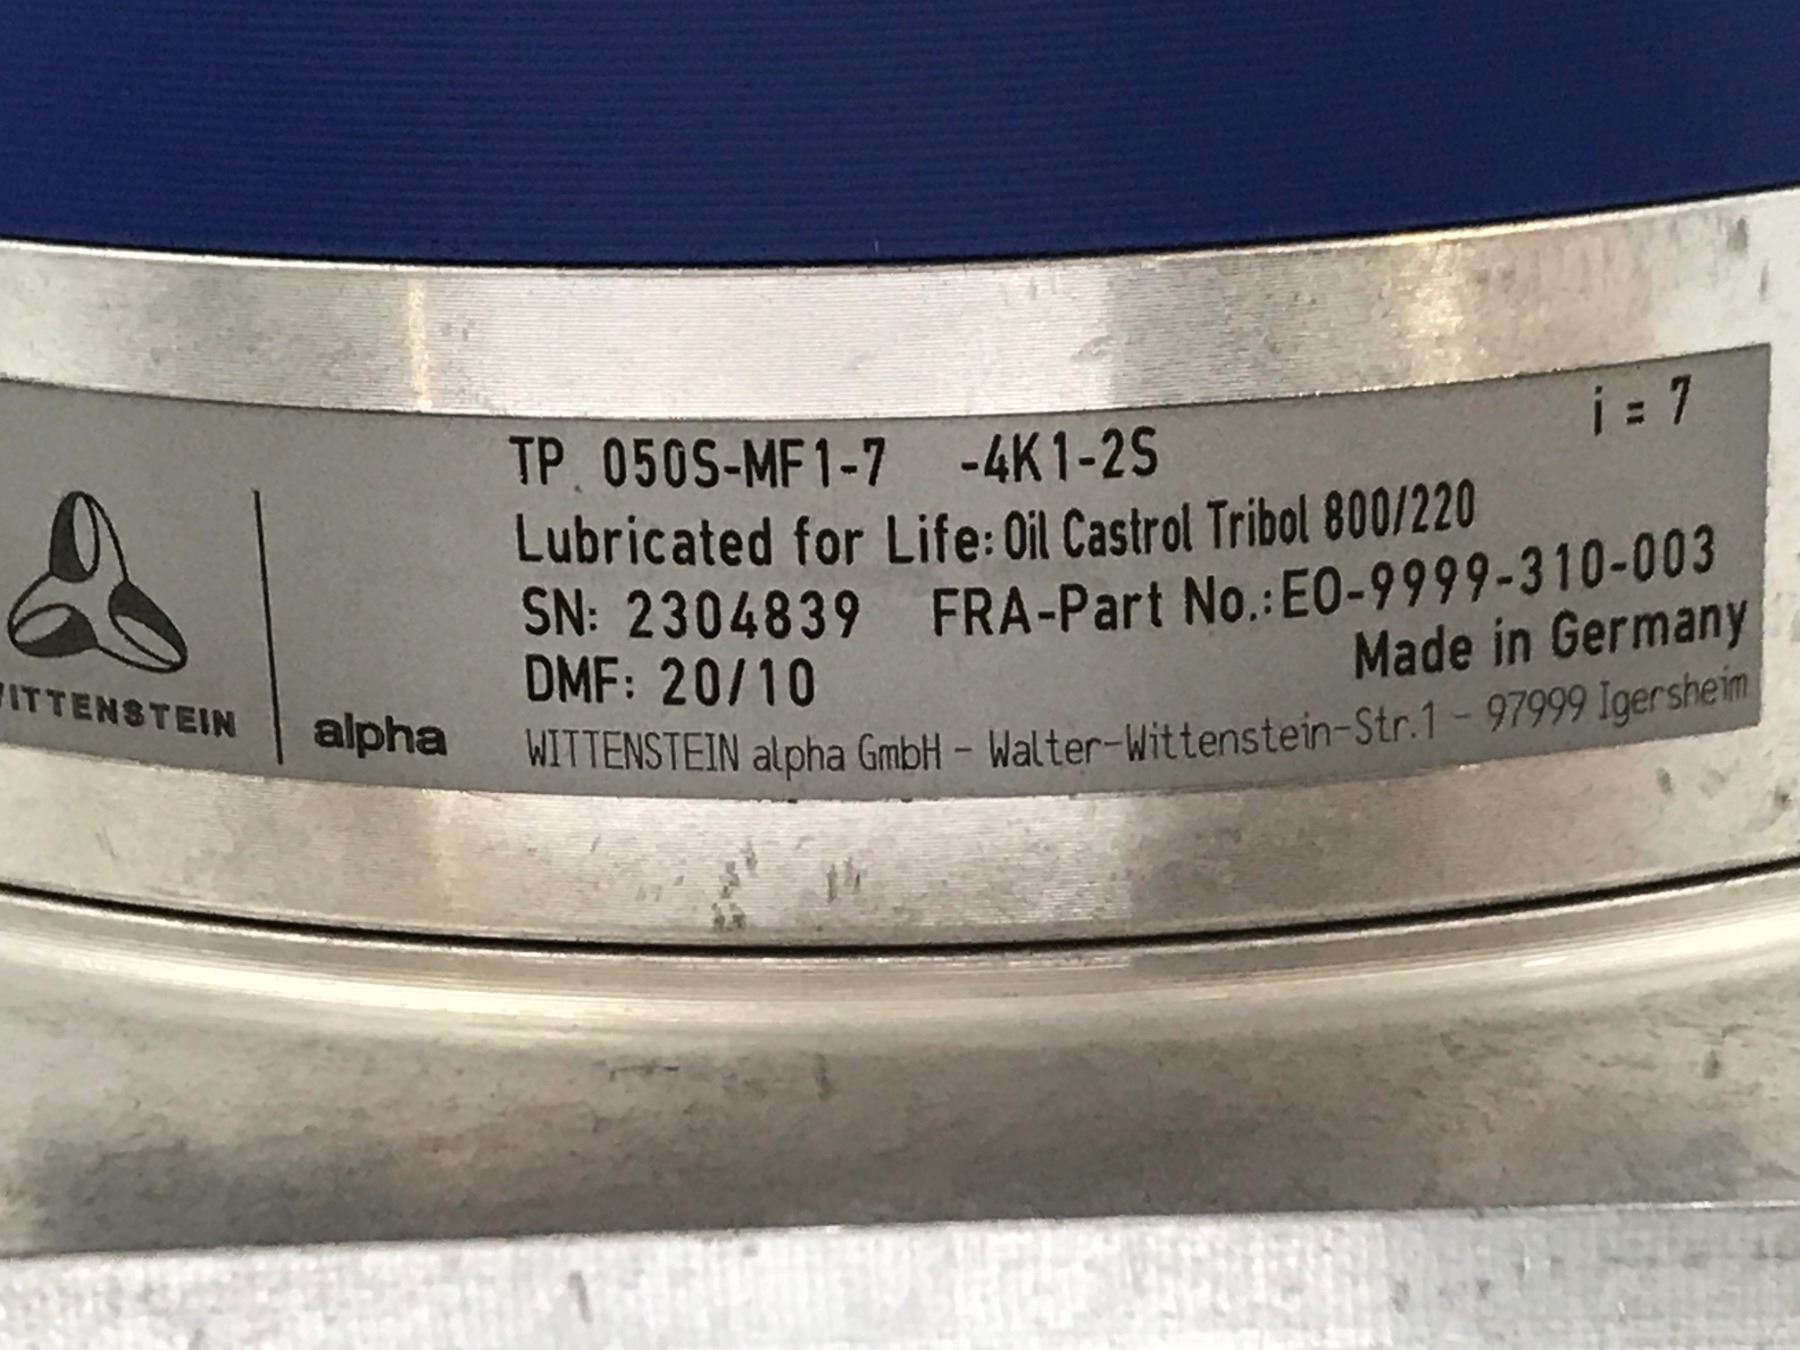 i = 7
TP 050S-MF1-7 -4K1-2S
Lubricated for Life: Oil Castrol Tribol 800/220
SN: 2304839 FRA-Part No.: EO-9999-310-003
DMF: 20/10 Made in Germany
WITTENSTEIN alpha GmbH - Walter-Wittenstein-Str.1 - 97999 Igersheim
WITTENSTEIN
alpha